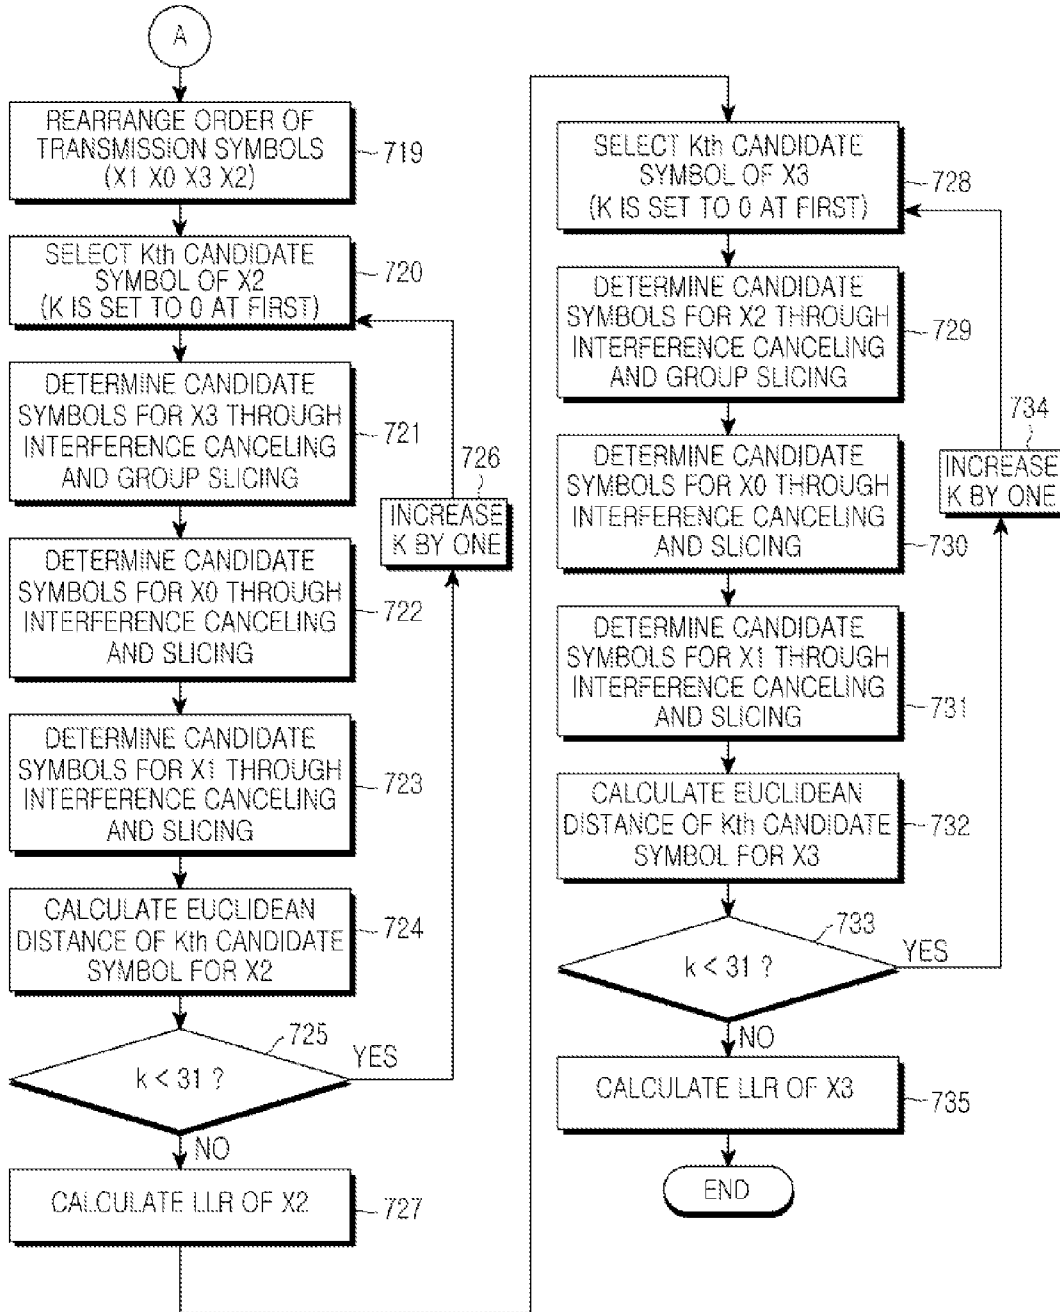 A
REARRANGE ORDER OF
TRANSMISSION SYMBOLS
(X1 X0 X3 X2)
719
SELECT Kth CANDIDATE
SYMBOL OF X2
(K IS SET TO 0 AT FIRST)
720
DETERMINE CANDIDATE
SYMBOLS FOR X3 THROUGH
INTERFERENCE CANCELING
AND GROUP SLICING
721
726
INCREASE
K BY ONE
DETERMINE CANDIDATE
SYMBOLS FOR X0 THROUGH
INTERFERENCE CANCELING
AND SLICING
722
DETERMINE CANDIDATE
SYMBOLS FOR X1 THROUGH
INTERFERENCE CANCELING
AND SLICING
723
CALCULATE EUCLIDEAN
DISTANCE OF Kth CANDIDATE
SYMBOL FOR X2
724
725
k < 31 ?
YES
NO
CALCULATE LLR OF X2
727
SELECT Kth CANDIDATE
SYMBOL OF X3
(K IS SET TO 0 AT FIRST)
728
DETERMINE CANDIDATE
SYMBOLS FOR X2 THROUGH
INTERFERENCE CANCELING
AND GROUP SLICING
729
734
INCREASE
K BY ONE
DETERMINE CANDIDATE
SYMBOLS FOR X0 THROUGH
INTERFERENCE CANCELING
AND SLICING
730
DETERMINE CANDIDATE
SYMBOLS FOR X1 THROUGH
INTERFERENCE CANCELING
AND SLICING
731
CALCULATE EUCLIDEAN
DISTANCE OF Kth CANDIDATE
SYMBOL FOR X3
732
733
k < 31 ?
YES
NO
CALCULATE LLR OF X3
735
END